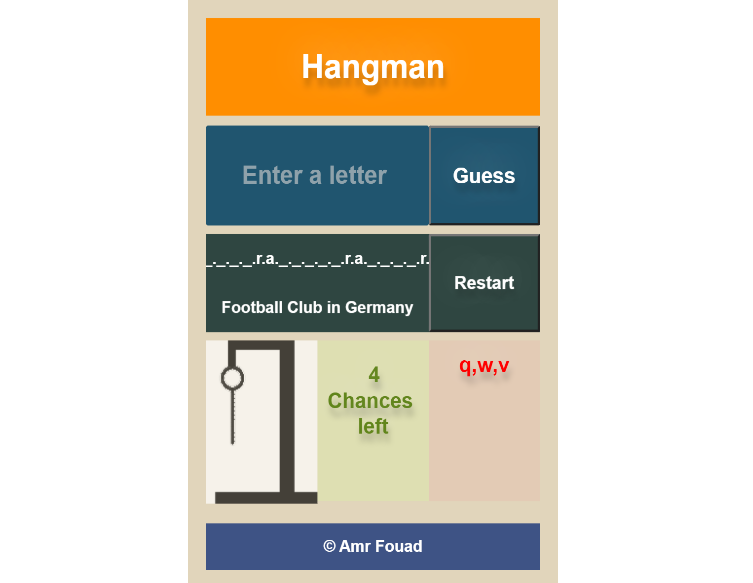 Hangman
Enter a letter
Guess
_._._._.r.a._._._._._.r.a._._._._.r.
Football Club in Germany
Restart
4
Chances
left
q,w,v
© Amr Fouad